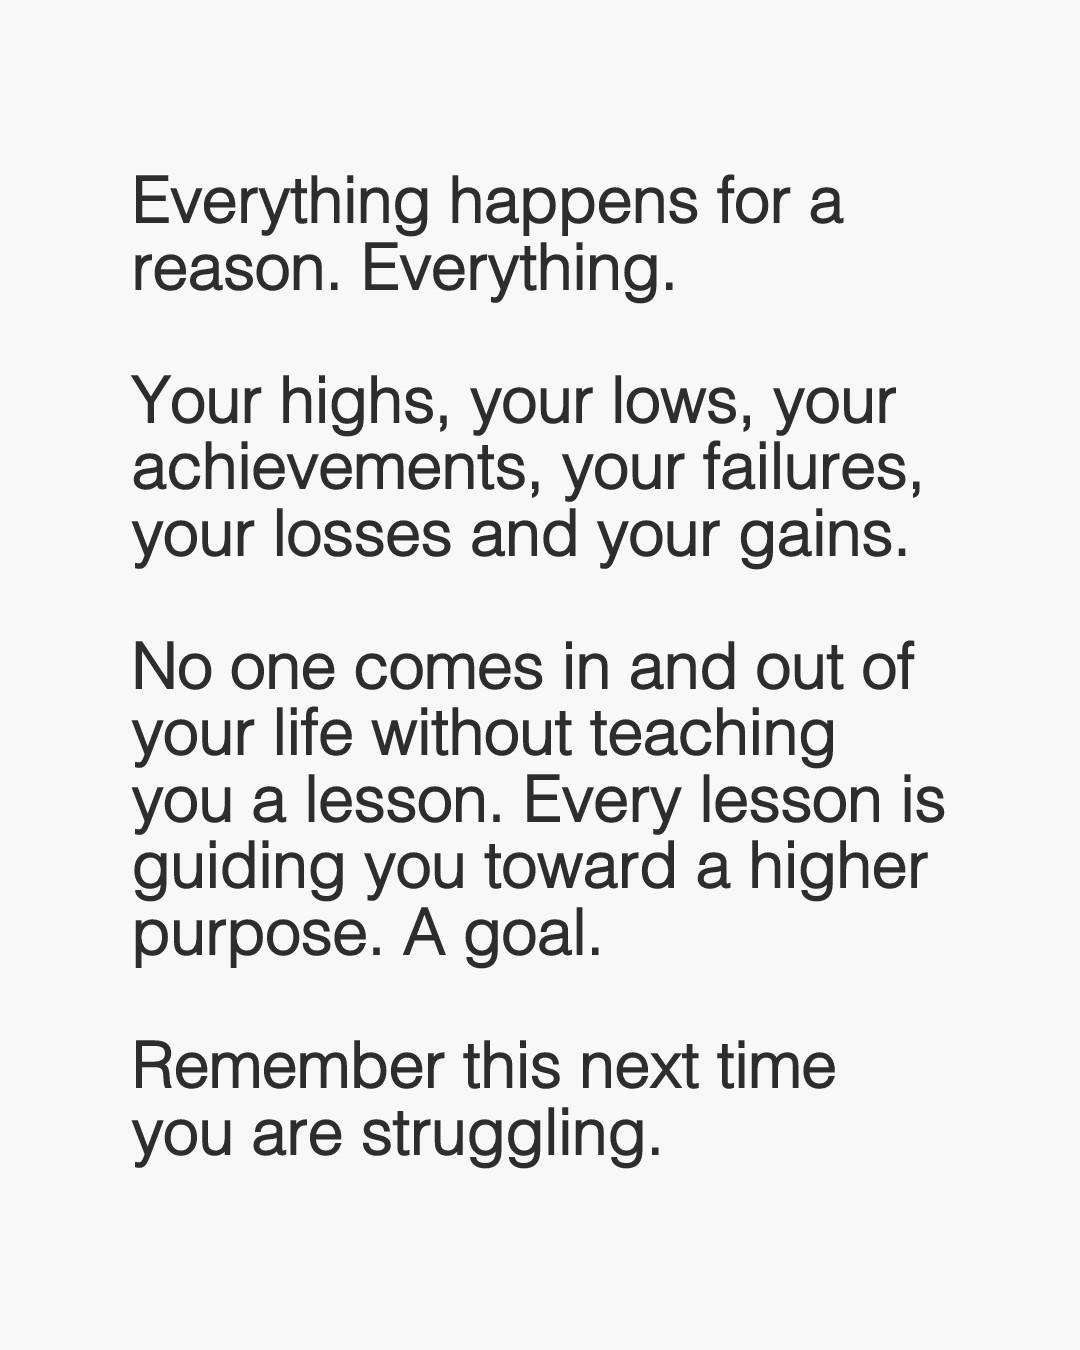 Everything happens for a
reason. Everything.
Your highs, your lows, your
achievements, your failures,
your losses and your gains.
No one comes in and out of
your life without teaching
you a lesson. Every lesson is
guiding you toward a higher
purpose. A goal.
Remember this next time
you are struggling.